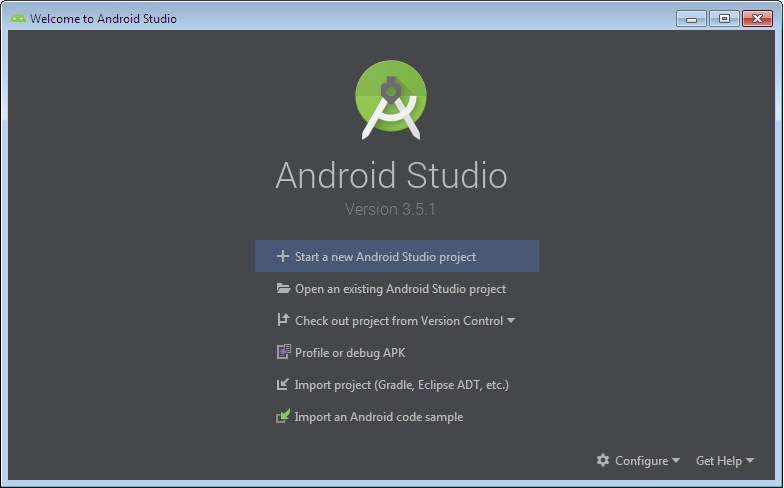 Welcome to Android Studio
Android Studio
Version 3.5.1
Start a new Android Studio project
Open an existing Android Studio project
Check out project from Version Control
Profile or debug APK
Import project (Gradle, Eclipse ADT, etc.)
Import an Android code sample
Configure Get Help